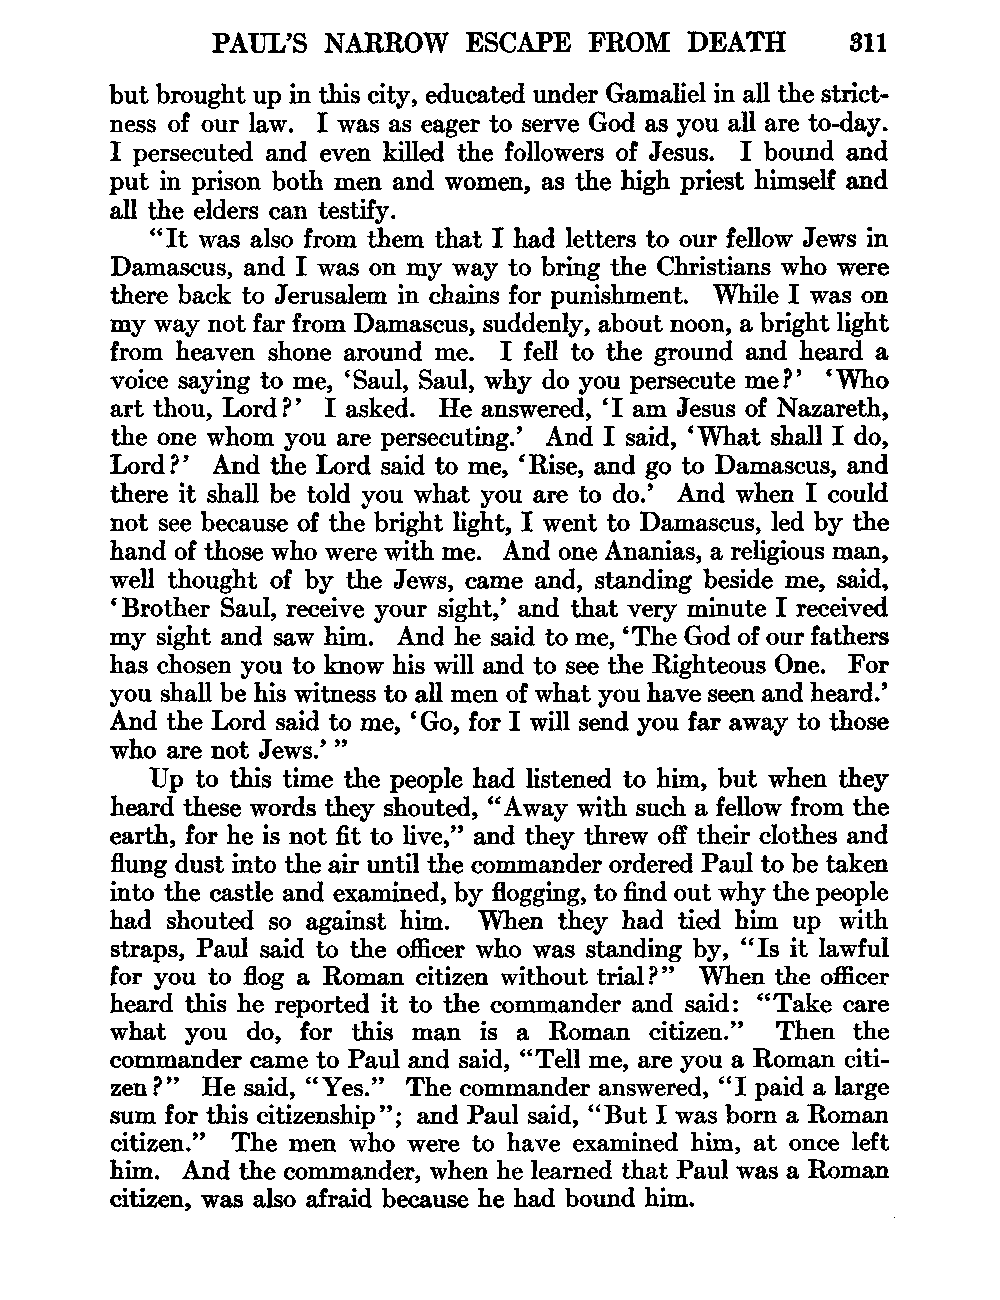 PAUL'S NARROW ESCAPE FROM DEATH 311
but brought up in this city, educated under Gamaliel in all the strict-
ness of our law. I was as eager to serve God as you all are to-day.
I persecuted and even killed the followers of Jesus. I bound and
put in prison both men and women, as the high priest himself and
all the elders can testify.
"It was also from them that I had letters to our fellow Jews in
Damascus, and I was on my way to bring the Christians who were
there back to Jerusalem in chains for punishment. While I was on
my way not far from Damascus, suddenly, about noon, a bright light
from heaven shone around me. I fell to the ground and heard a
voice saying to me, 'Saul, Saul, why do you persecute me?' 'Who
art thou, Lord?' I asked. He answered, 'I am Jesus of Nazareth,
the one whom you are persecuting.' And I said, 'What shall I do,
Lord?' And the Lord said to me, 'Rise, and go to Damascus, and
there it shall be told you what you are to do.' And when I could
not see because of the bright light, I went to Damascus, led by the
hand of those who were with me. And one Ananias, a religious man,
well thought of by the Jews, came and, standing beside me, said,
'Brother Saul, receive your sight,' and that very minute I received
my sight and saw him. And he said to me, 'The God of our fathers
has chosen you to know his will and to see the Righteous One. For
you shall be his witness to all men of what you have seen and heard.'
And the Lord said to me, 'Go, for I will send you far away to those
who are not Jews.' "
Up to this time the people had listened to him, but when they
heard these words they shouted, "Away with such a fellow from the
earth, for he is not fit to live," and they threw off their clothes and
flung dust into the air until the commander ordered Paul to be taken
into the castle and examined, by flogging, to find out why the people
had shouted so against him. When they had tied him up with
straps, Paul said to the officer who was standing by, "Is it lawful
for you to flog a Roman citizen without trial?" When the officer
heard this he reported it to the commander and said: "Take care
what you do, for this man is a Roman citizen." Then the
commander came to Paul and said, "Tell me, are you a Roman citi-
zen?" He said, "Yes." The commander answered, "I paid a large
sum for this citizenship"; and Paul said, "But I was born a Roman
citizen." The men who were to have examined him, at once left
him. And the commander, when he learned that Paul was a Roman
citizen, was also afraid because he had bound him.